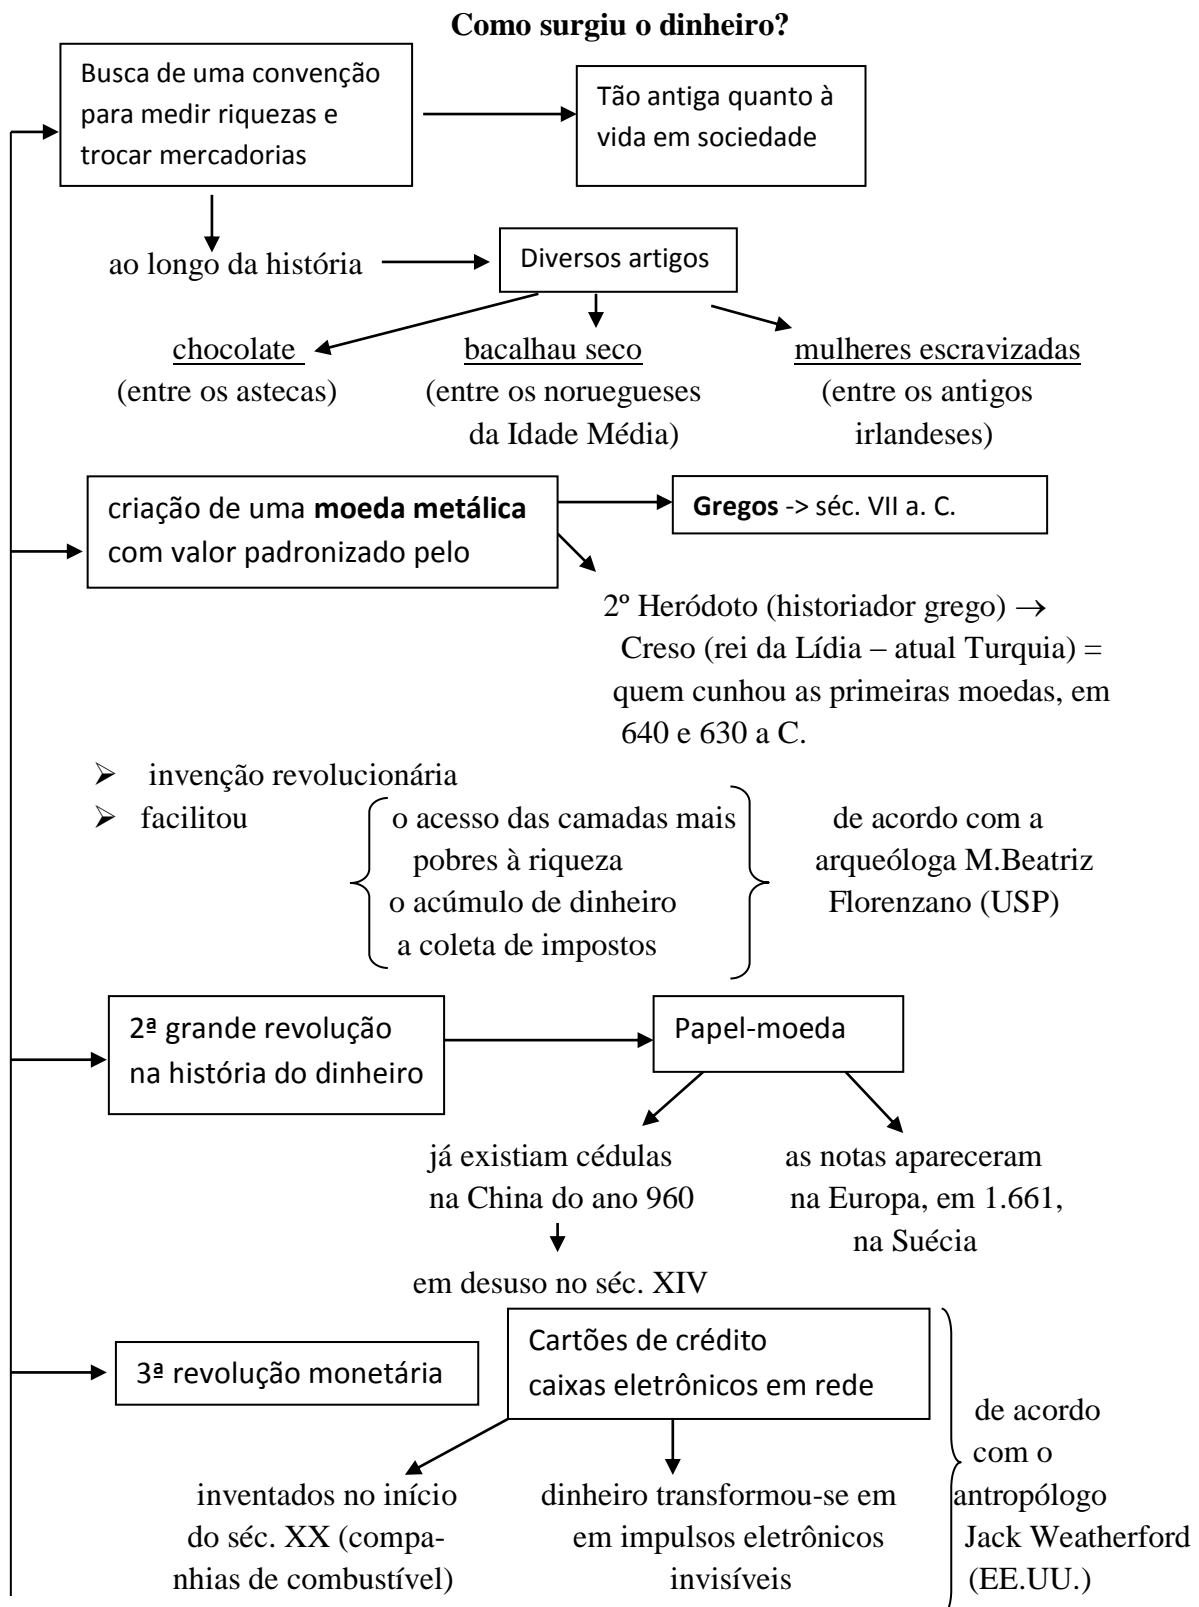 Como surgiu o dinheiro?
Busca de uma convenção
para medir riquezas e
trocar mercadorias
Tão antiga quanto à
vida em sociedade
ao longo da história
Diversos artigos
chocolate
(entre os astecas)
bacalhau seco
(entre os noruegueses
da Idade Média)
mulheres escravizadas
(entre os antigos
irlandeses)
criação de uma moeda metálica
com valor padronizado pelo
Gregos -> séc. VII a. C.
2º Heródoto (historiador grego) →
Creso (rei da Lídia – atual Turquia) =
quem cunhou as primeiras moedas, em
640 e 630 a C.
➢ invenção revolucionária
➢ facilitou
o acesso das camadas mais
pobres à riqueza
o acúmulo de dinheiro
a coleta de impostos
de acordo com a
arqueóloga M.Beatriz
Florenzano (USP)
2ª grande revolução
na história do dinheiro
Papel-moeda
já existiam cédulas
na China do ano 960
em desuso no séc. XIV
as notas apareceram
na Europa, em 1.661,
na Suécia
3ª revolução monetária
Cartões de crédito
caixas eletrônicos em rede
inventados no início
do séc. XX (compa-
nhias de combustível)
dinheiro transformou-se em
em impulsos eletrônicos
invisíveis
de acordo
com o
antropólogo
Jack Weatherford
(EE.UU.)